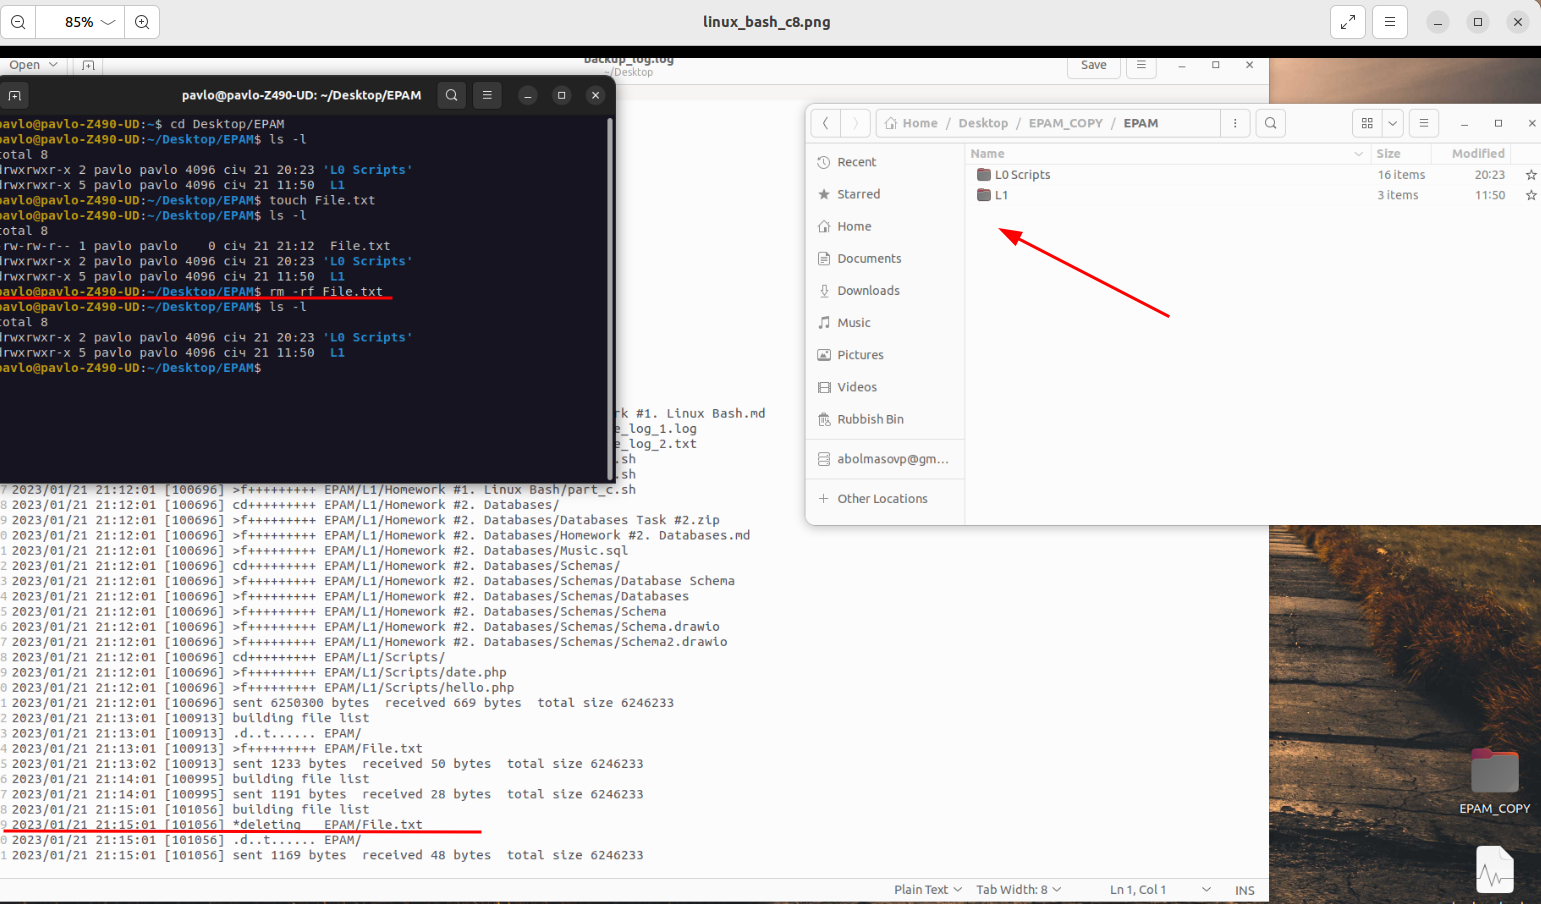 85%
linux_bash_c8.png
Open
backup_log.log
~/Desktop
Save
pavlo@pavlo-Z490-UD: ~/Desktop/EPAM
pavlo@pavlo-Z490-UD:~$ cd Desktop/EPAM
pavlo@pavlo-Z490-UD:~/Desktop/EPAM$ ls -l
total 8
drwxrwxr-x 2 pavlo pavlo 4096 січ 21 20:23 'L0 Scripts'
drwxrwxr-x 5 pavlo pavlo 4096 січ 21 11:50  L1
pavlo@pavlo-Z490-UD:~/Desktop/EPAM$ touch File.txt
pavlo@pavlo-Z490-UD:~/Desktop/EPAM$ ls -l
total 8
-rw-rw-r-- 1 pavlo pavlo    0 січ 21 21:12  File.txt
drwxrwxr-x 2 pavlo pavlo 4096 січ 21 20:23 'L0 Scripts'
drwxrwxr-x 5 pavlo pavlo 4096 січ 21 11:50  L1
pavlo@pavlo-Z490-UD:~/Desktop/EPAM$ rm -rf File.txt
pavlo@pavlo-Z490-UD:~/Desktop/EPAM$ ls -l
total 8
drwxrwxr-x 2 pavlo pavlo 4096 січ 21 20:23 'L0 Scripts'
drwxrwxr-x 5 pavlo pavlo 4096 січ 21 11:50  L1
pavlo@pavlo-Z490-UD:~/Desktop/EPAM$
Home / Desktop / EPAM_COPY / EPAM
Name Size Modified
L0 Scripts 16 items 20:23
L1 3 items 11:50
Recent
Starred
Home
Documents
Downloads
Music
Pictures
Videos
Rubbish Bin
abolmasovp@gm...
Other Locations
rk #1. Linux Bash.md
e_log_1.log
e_log_2.txt
.sh
.sh
7 2023/01/21 21:12:01 [100696] >f+++++++++ EPAM/L1/Homework #1. Linux Bash/part_c.sh
8 2023/01/21 21:12:01 [100696] cd+++++++++ EPAM/L1/Homework #2. Databases/
9 2023/01/21 21:12:01 [100696] >f+++++++++ EPAM/L1/Homework #2. Databases/Databases Task #2.zip
0 2023/01/21 21:12:01 [100696] >f+++++++++ EPAM/L1/Homework #2. Databases/Homework #2. Databases.md
1 2023/01/21 21:12:01 [100696] >f+++++++++ EPAM/L1/Homework #2. Databases/Music.sql
2 2023/01/21 21:12:01 [100696] cd+++++++++ EPAM/L1/Homework #2. Databases/Schemas/
3 2023/01/21 21:12:01 [100696] >f+++++++++ EPAM/L1/Homework #2. Databases/Schemas/Database Schema
4 2023/01/21 21:12:01 [100696] >f+++++++++ EPAM/L1/Homework #2. Databases/Schemas/Databases
5 2023/01/21 21:12:01 [100696] >f+++++++++ EPAM/L1/Homework #2. Databases/Schemas/Schema
6 2023/01/21 21:12:01 [100696] >f+++++++++ EPAM/L1/Homework #2. Databases/Schemas/Schema.drawio
7 2023/01/21 21:12:01 [100696] >f+++++++++ EPAM/L1/Homework #2. Databases/Schemas/Schema2.drawio
8 2023/01/21 21:12:01 [100696] cd+++++++++ EPAM/L1/Scripts/
9 2023/01/21 21:12:01 [100696] >f+++++++++ EPAM/L1/Scripts/date.php
0 2023/01/21 21:12:01 [100696] >f+++++++++ EPAM/L1/Scripts/hello.php
1 2023/01/21 21:12:01 [100696] sent 6250300 bytes  received 669 bytes  total size 6246233
2 2023/01/21 21:13:01 [100913] building file list
3 2023/01/21 21:13:01 [100913] .d..t...... EPAM/
4 2023/01/21 21:13:01 [100913] >f+++++++++ EPAM/File.txt
5 2023/01/21 21:13:02 [100913] sent 1233 bytes  received 50 bytes  total size 6246233
6 2023/01/21 21:14:01 [100995] building file list
7 2023/01/21 21:14:01 [100995] sent 1191 bytes  received 28 bytes  total size 6246233
8 2023/01/21 21:15:01 [101056] building file list
9 2023/01/21 21:15:01 [101056] *deleting   EPAM/File.txt
0 2023/01/21 21:15:01 [101056] .d..t...... EPAM/
1 2023/01/21 21:15:01 [101056] sent 1169 bytes  received 48 bytes  total size 6246233
EPAM_COPY
Plain Text Tab Width: 8 Ln 1, Col 1 INS